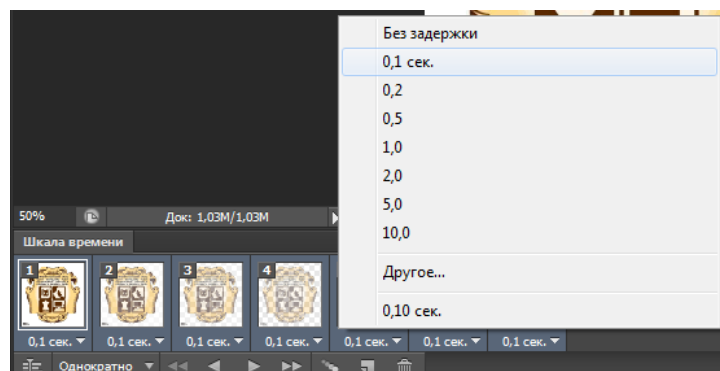 Без задержки
0,1 сек.
0,2
0,5
1,0
2,0
5,0
10,0
Другое...
0,10 сек.
50% Док: 1,03М/1,03М
Шкала времени
1 2 3 4
0,1 сек. 0,1 сек. 0,1 сек. 0,1 сек. 0,1 сек. 0,1 сек. 0,1 сек.
Однократно